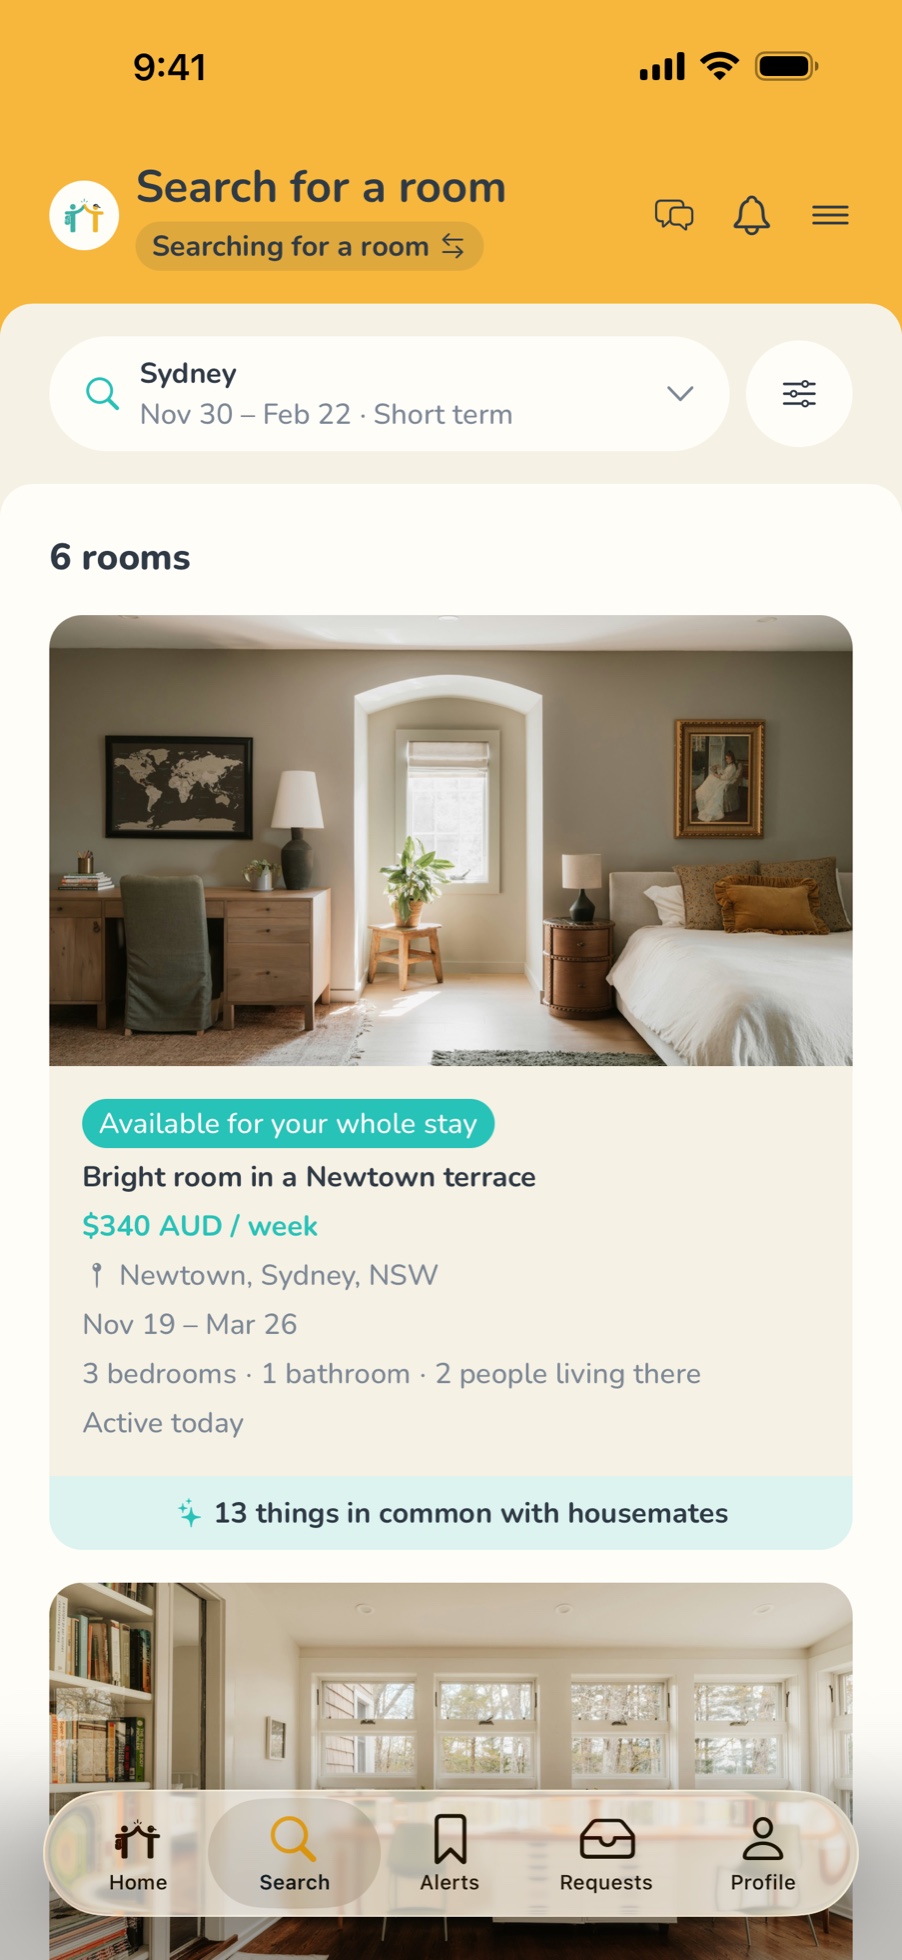 9:41
Search for a room
Searching for a room
Sydney
Nov 30 – Feb 22 · Short term
6 rooms
Available for your whole stay
Bright room in a Newtown terrace
$340 AUD / week
Newtown, Sydney, NSW
Nov 19 – Mar 26
3 bedrooms · 1 bathroom · 2 people living there
Active today
13 things in common with housemates
Home
Search
Alerts
Requests
Profile